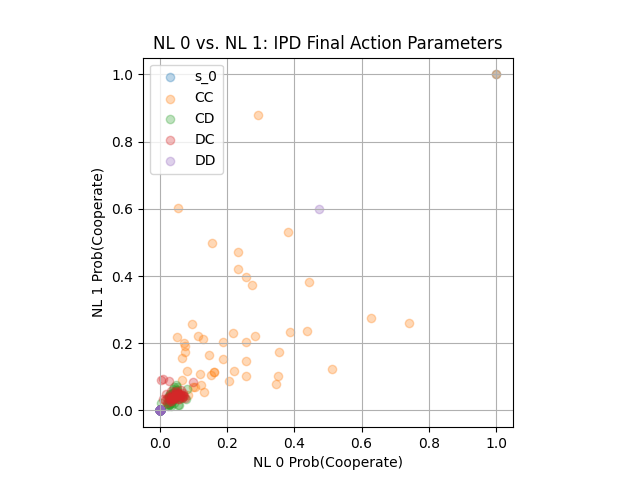 NL 0 vs. NL 1: IPD Final Action Parameters
NL 1 Prob(Cooperate)
1.0
0.8
0.6
0.4
0.2
0.0
s_0
CC
CD
DC
DD
0.0 0.2 0.4 0.6 0.8 1.0
NL 0 Prob(Cooperate)